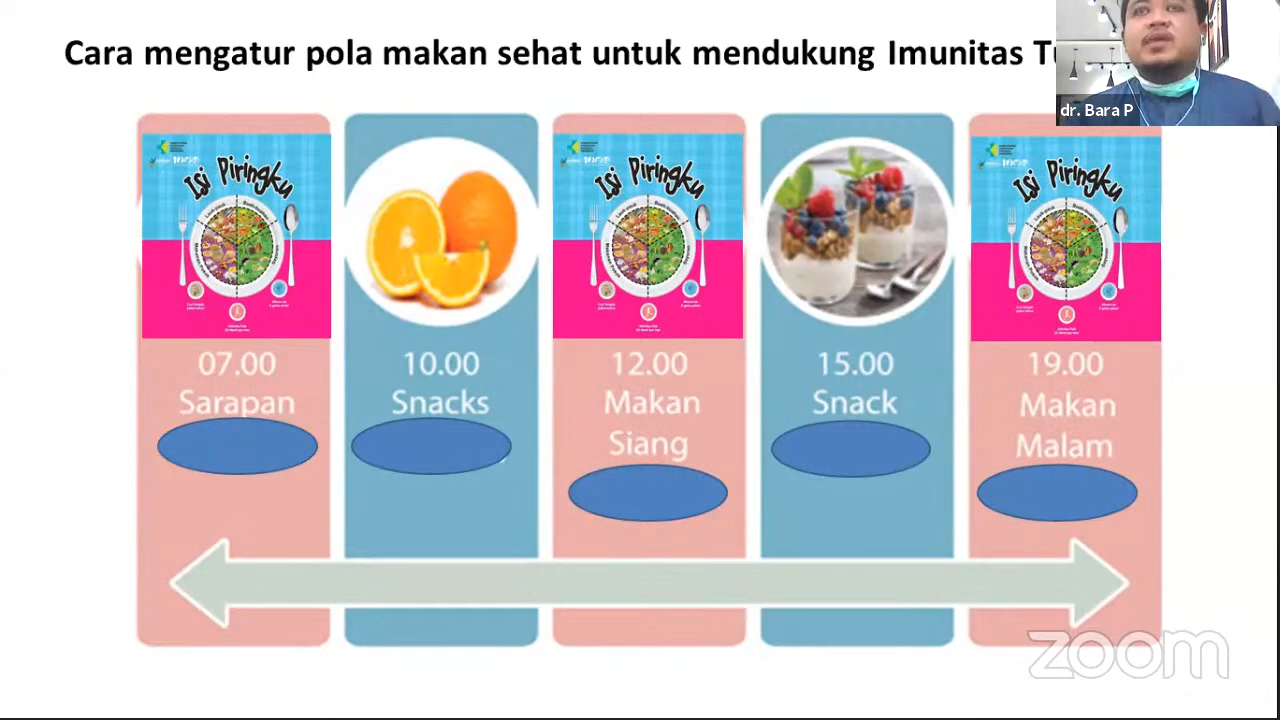 Cara mengatur pola makan sehat untuk mendukung Imunitas
dr. Bara P
Isi Piringku
07.00
Sarapan
10.00
Snacks
Isi Piringku
12.00
Makan
Siang
15.00
Snack
Isi Piringku
19.00
Makan
Malam
zoom